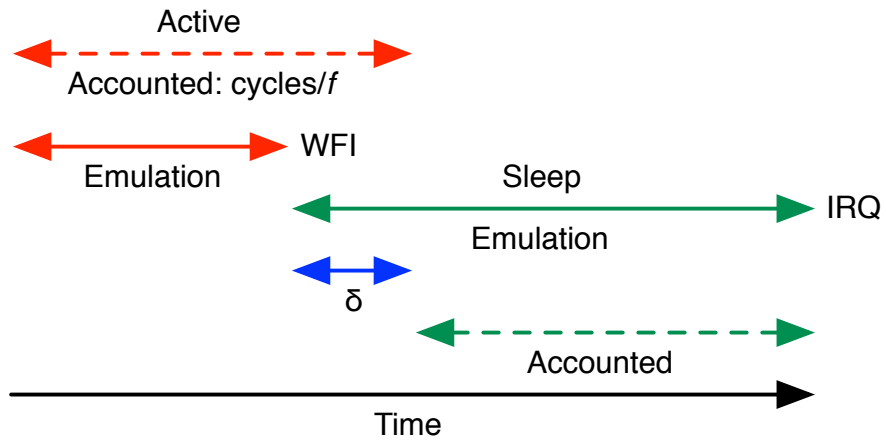 Active
Accounted: cycles/f
WFI
Emulation
Sleep
IRQ
Emulation
δ
Accounted
Time